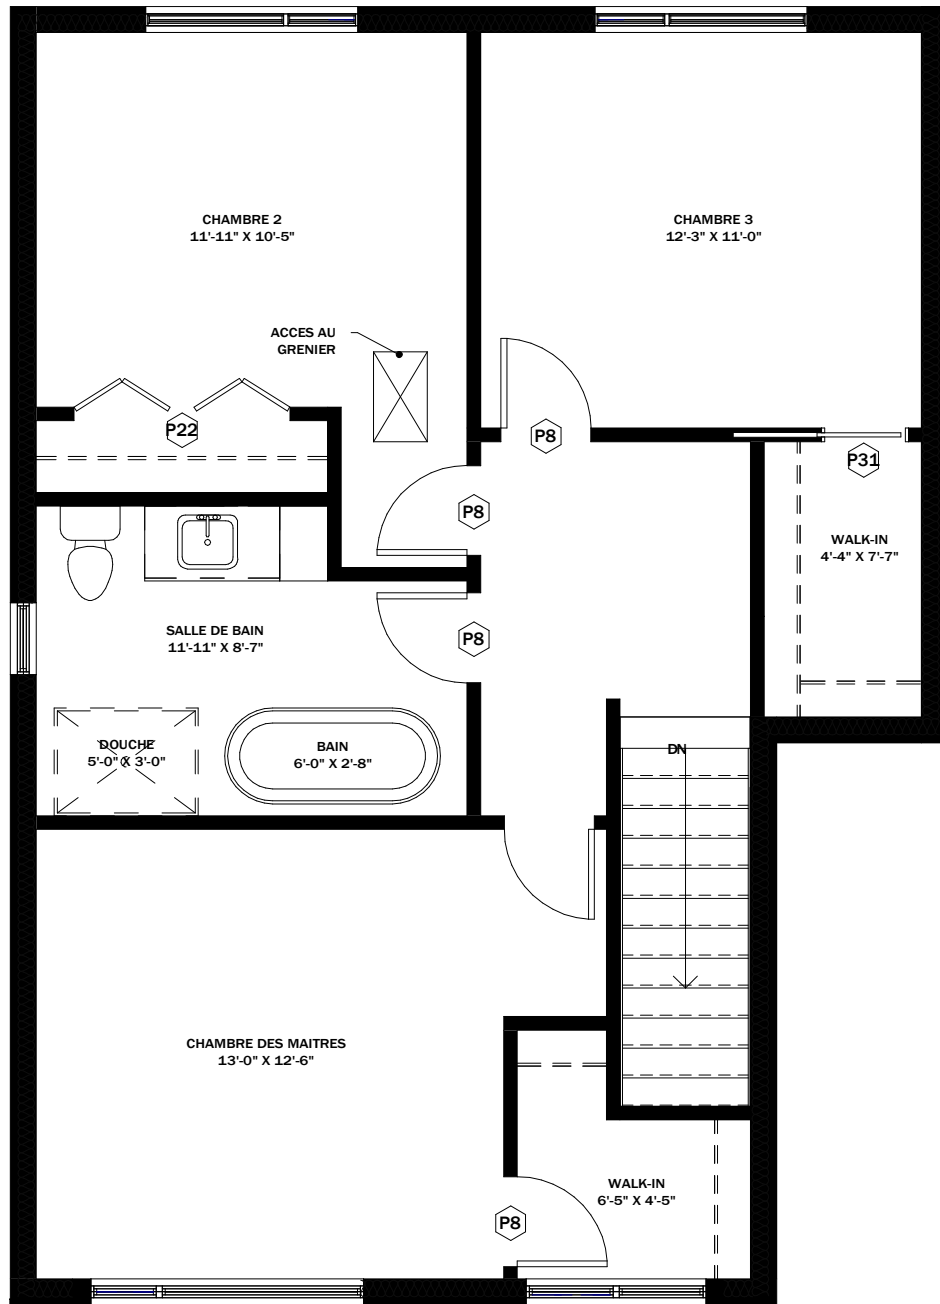 CHAMBRE 2
11'-11" X 10'-5"
CHAMBRE 3
12'-3" X 11'-0"
ACCES AU
GRENIER
P22
P8
P31
P8
WALK-IN
4'-4" X 7'-7"
SALLE DE BAIN
11'-11" X 8'-7"
P8
DOUCHE
5'-0" X 3'-0"
BAIN
6'-0" X 2'-8"
DN
CHAMBRE DES MAITRES
13'-0" X 12'-6"
WALK-IN
6'-5" X 4'-5"
P8